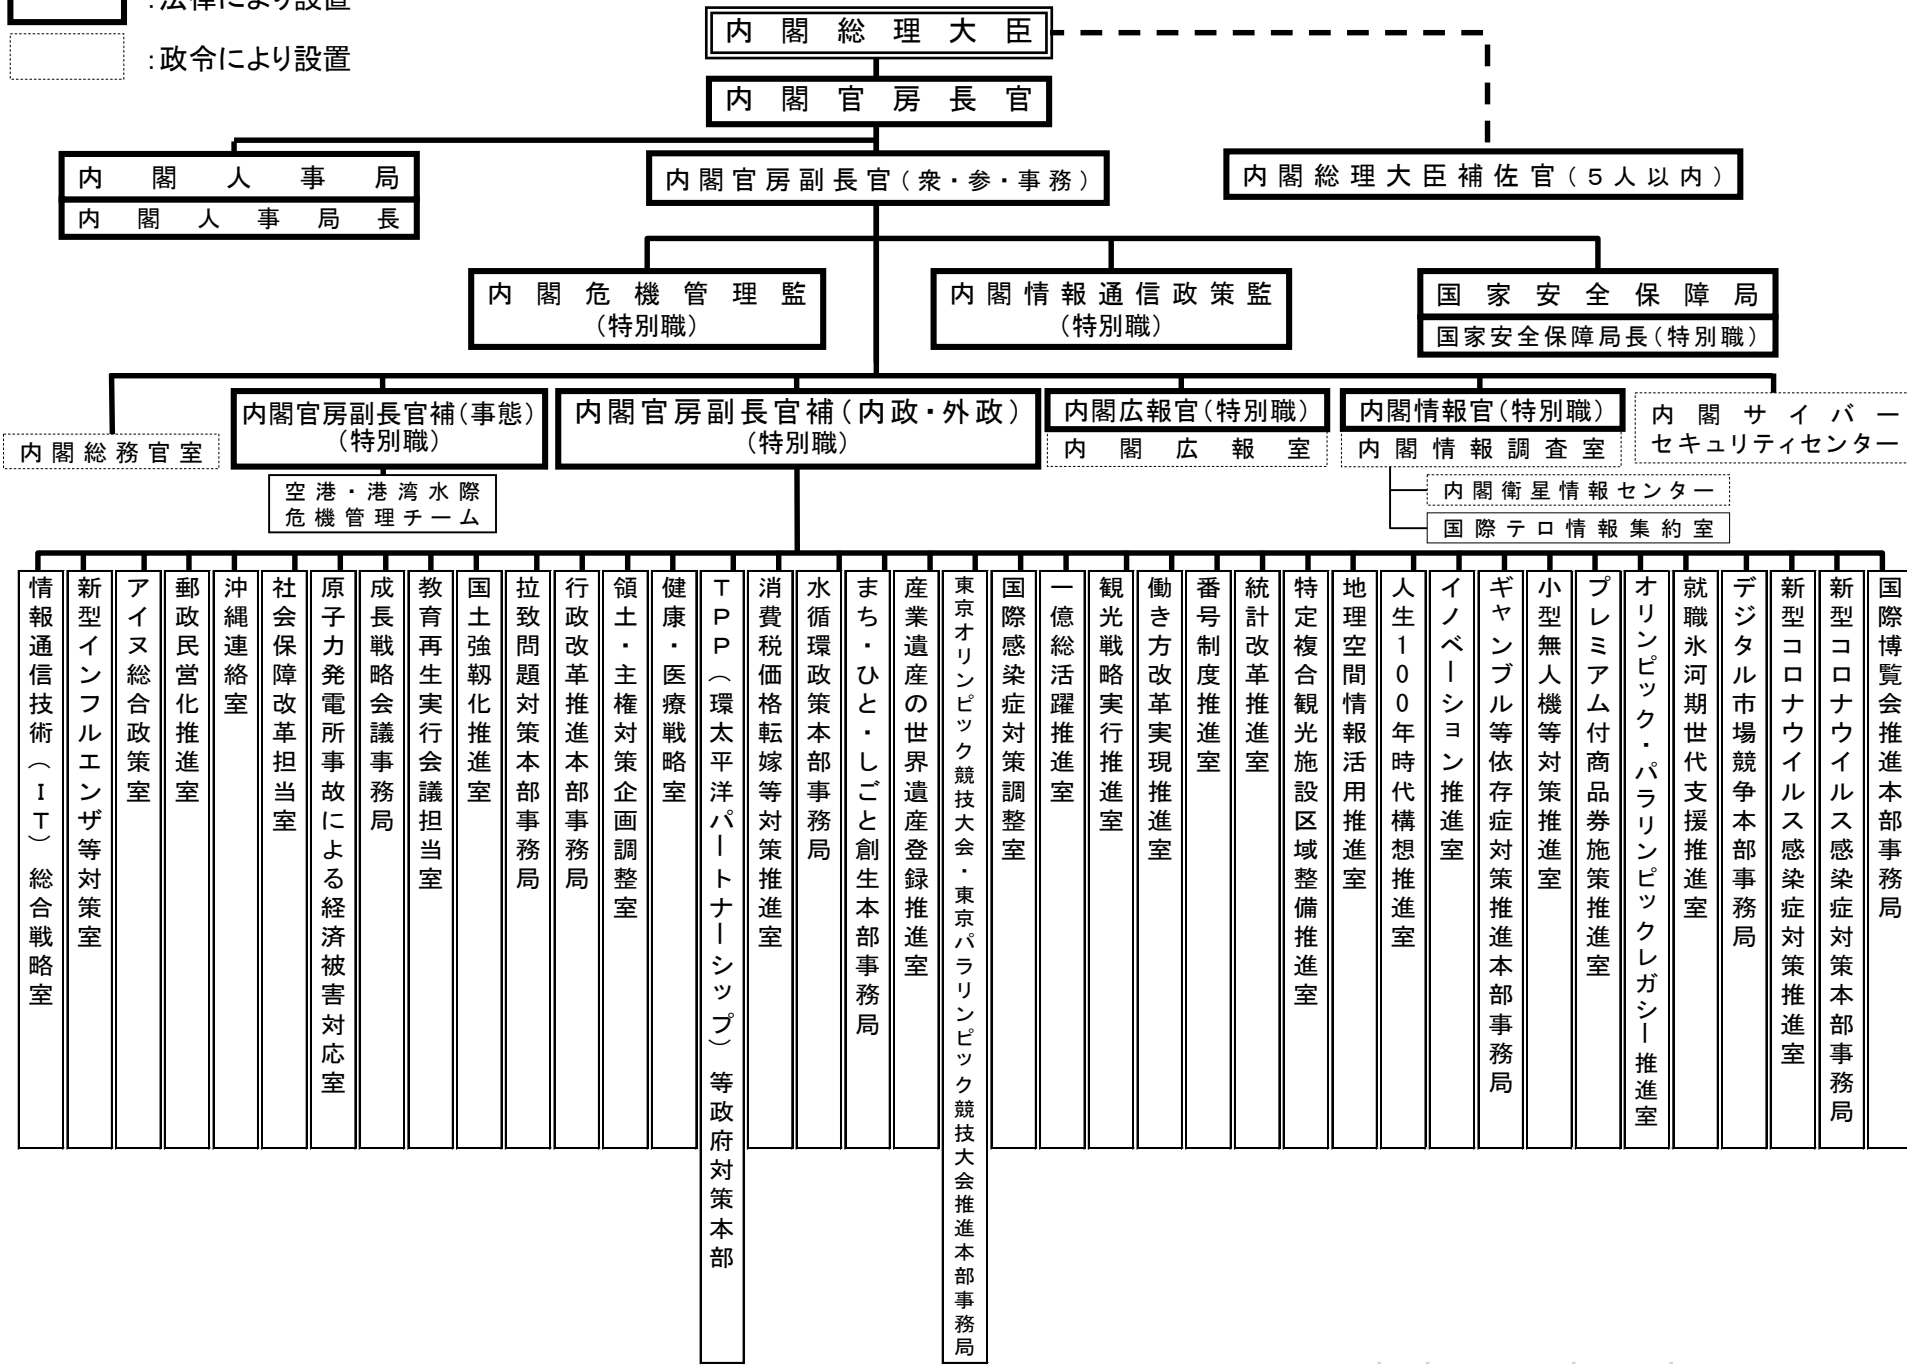 :法律により設置
:政令により設置
内閣総理大臣
内閣官房長官
内閣人事局
内閣人事局長
内閣官房副長官(衆・参・事務)
内閣総理大臣補佐官(5人以内)
内閣危機管理監
(特別職)
内閣情報通信政策監
(特別職)
国家安全保障局
国家安全保障局長(特別職)
内閣総務官室
内閣官房副長官補(事態)
(特別職)
空港・港湾水際
危機管理チーム
内閣官房副長官補(内政・外政)
(特別職)
内閣広報官(特別職)
内閣広報室
内閣情報官(特別職)
内閣情報調査室
内閣衛星情報センター
国際テロ情報集約室
内閣サイバー
セキュリティセンター
情報通信技術(IT)総合戦略室
新型インフルエンザ等対策室
アイヌ総合政策室
郵政民営化推進室
沖縄連絡室
社会保障改革担当室
原子力発電所事故による経済被害対応室
成長戦略会議事務局
教育再生実行会議担当室
国土強靱化推進室
拉致問題対策本部事務局
行政改革推進本部事務局
領土・主権対策企画調整室
健康・医療戦略室
TPP(環太平洋パートナーシップ)等政府対策本部
消費税価格転嫁等対策推進室
水循環政策本部事務局
まち・ひと・しごと創生本部事務局
産業遺産の世界遺産登録推進室
東京オリンピック競技大会・東京パラリンピック競技大会推進本部事務局
国際感染症対策調整室
一億総活躍推進室
観光戦略実行推進室
働き方改革実現推進室
番号制度推進室
統計改革推進室
特定複合観光施設区域整備推進室
地理空間情報活用推進室
人生100年時代構想推進室
イノベーション推進室
ギャンブル等依存症対策推進本部事務局
小型無人機等対策推進室
プレミアム付商品券施策推進室
オリンピック・パラリンピックレガシー推進室
就職氷河期世代支援推進室
デジタル市場競争本部事務局
新型コロナウイルス感染症対策推進室
新型コロナウイルス感染症対策本部事務局
国際博覧会推進本部事務局